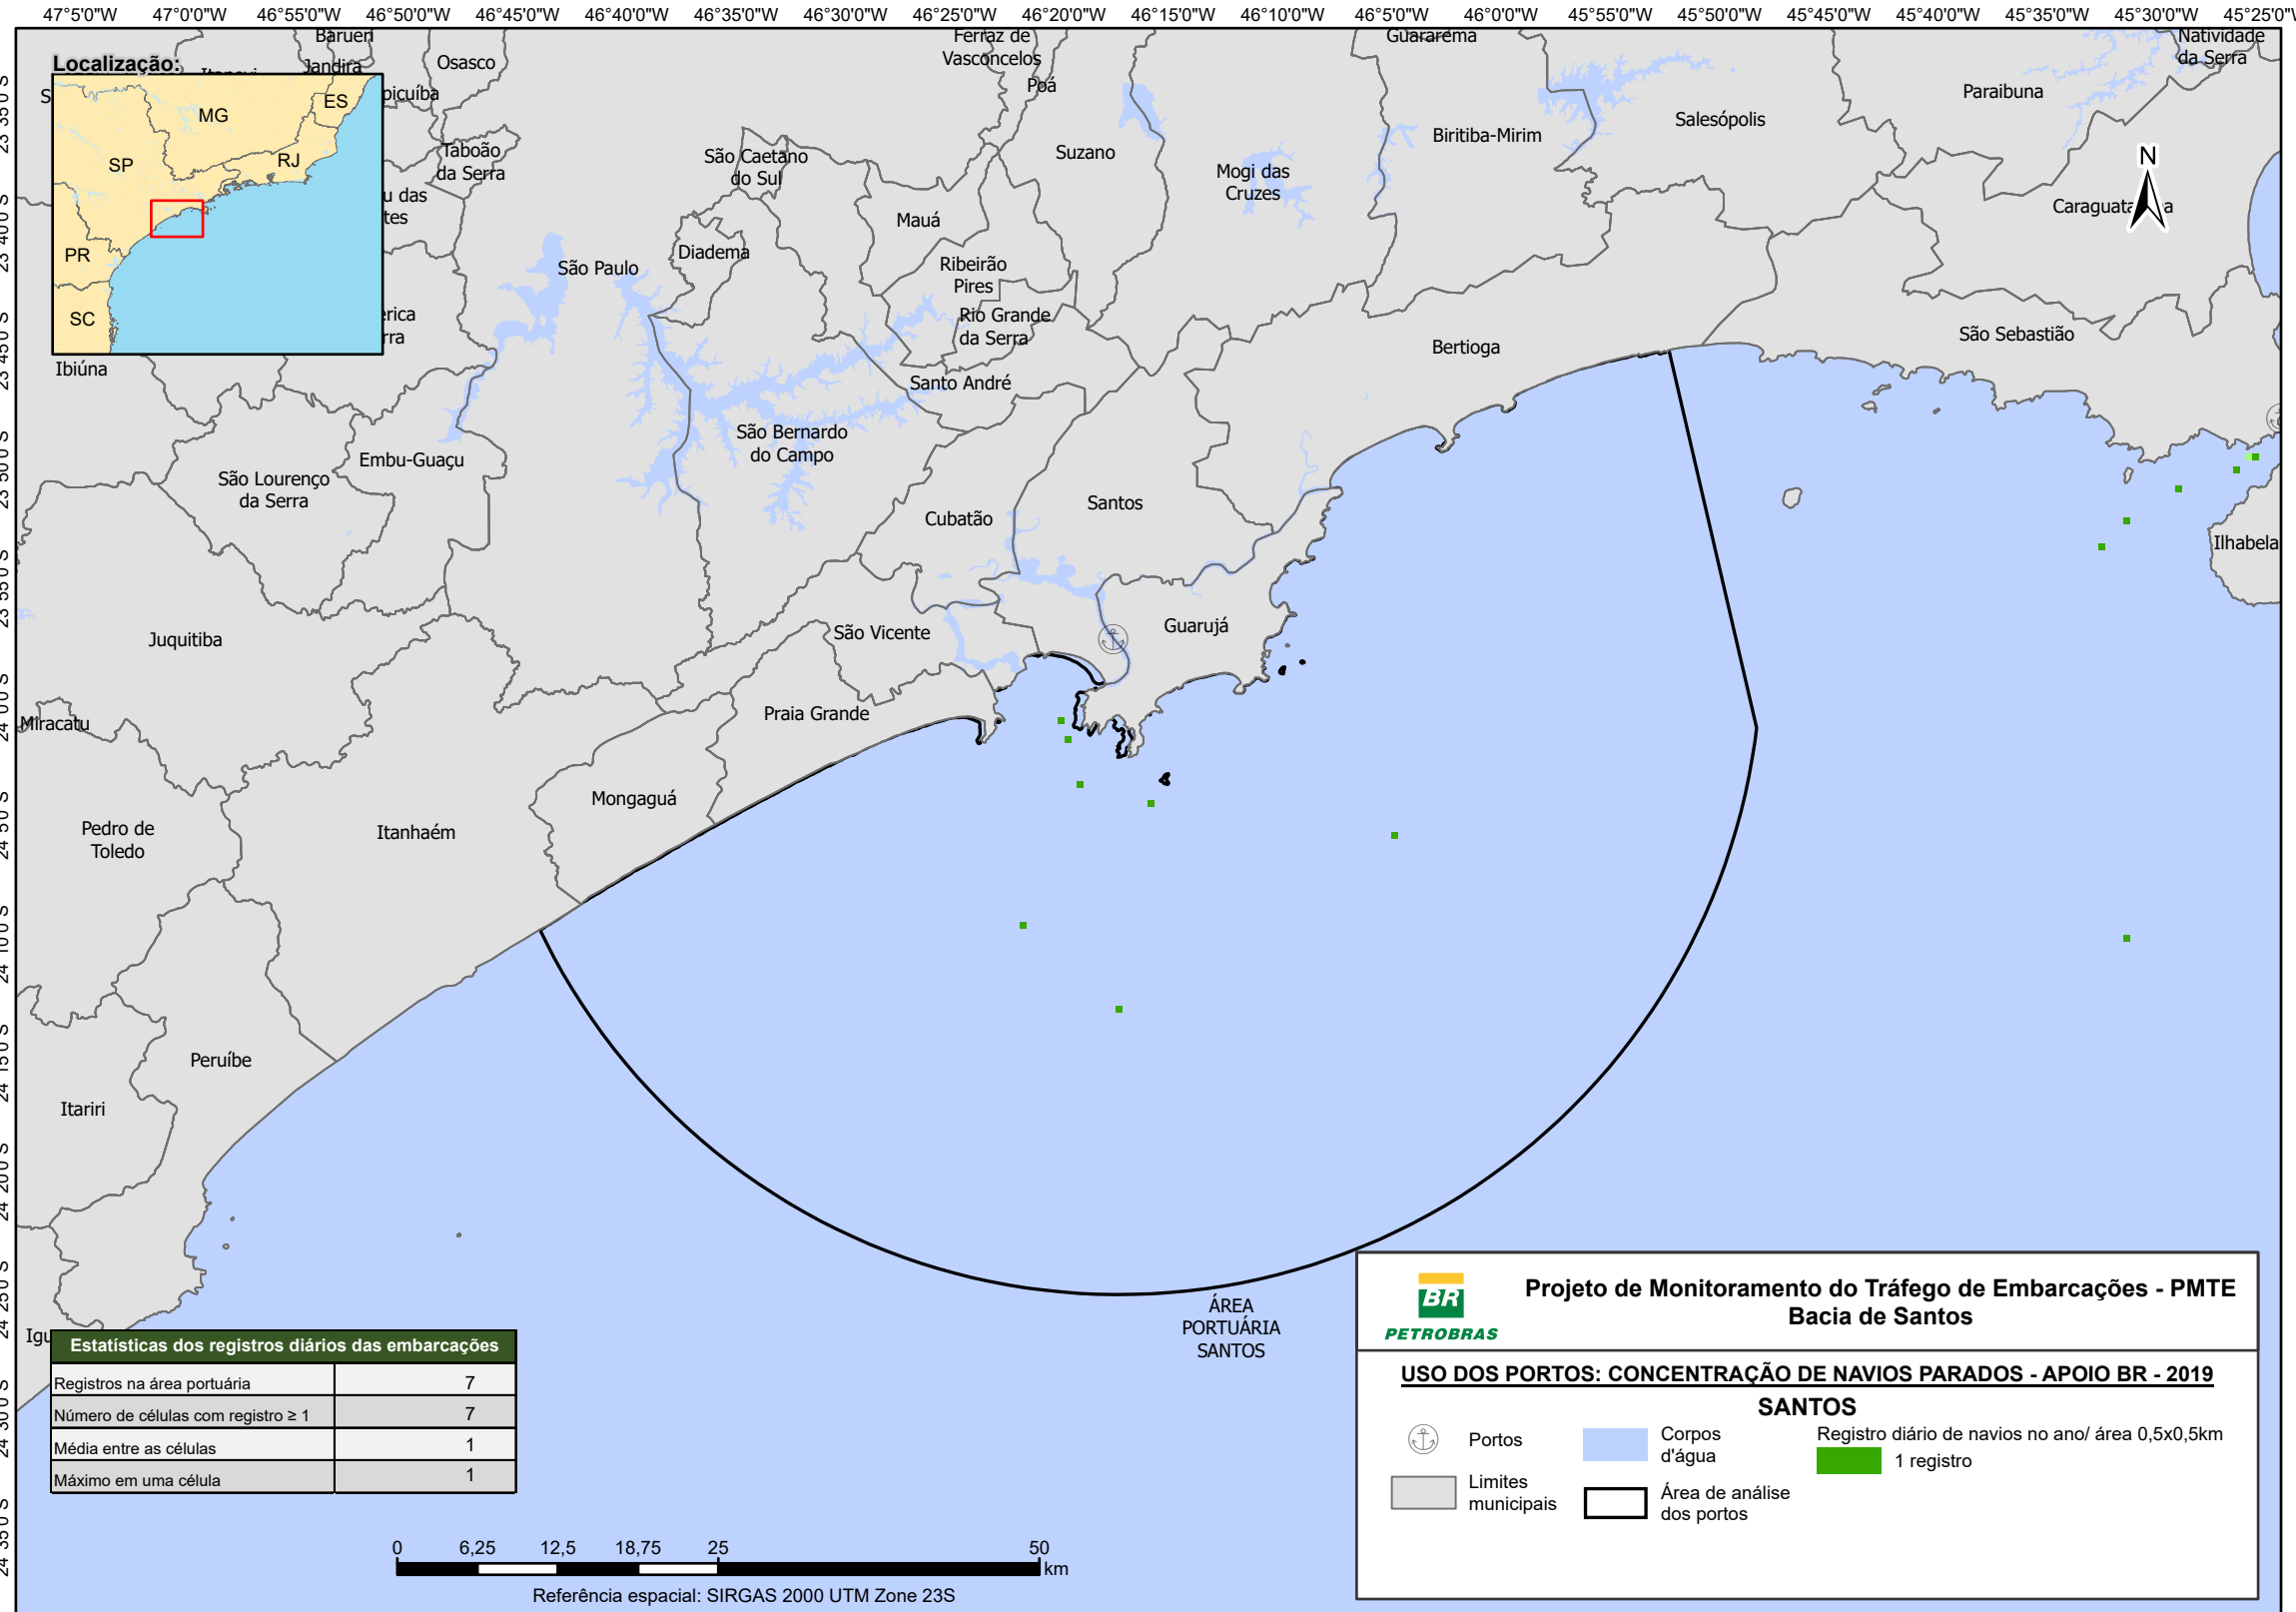 47°5'0"W 47°0'0"W 46°55'0"W 46°50'0"W 46°45'0"W 46°40'0"W 46°35'0"W 46°30'0"W 46°25'0"W 46°20'0"W 46°15'0"W 46°10'0"W 46°5'0"W 46°0'0"W 45°55'0"W 45°50'0"W 45°45'0"W 45°40'0"W 45°35'0"W 45°30'0"W
Localização:
MG
ES
SP
RJ
PR
SC
Barueri
Jandira
Osasco
Taboão
da Serra
Ibiúna
Ferraz de
Vasconcelos
Poá
Suzano
São Caetano
do Sul
Mauá
Diadema
São Paulo
Ribeirão
Pires
Rio Grande
da Serra
Santo André
Mogi das
Cruzes
Guararema
Biritiba-Mirim
Salesópolis
Paraibuna
Natividade
da Serra
N
São Sebastião
Bertioga
Ilhabela
São Bernardo
do Campo
Embu-Guaçu
São Lourenço
da Serra
Cubatão
Santos
Guarujá
São Vicente
Juquitiba
Praia Grande
Miracatu
Mongaguá
Itanhaém
Pedro de
Toledo
Peruíbe
Itariri
ÁREA
PORTUÁRIA
SANTOS
Estatísticas dos registros diários das embarcações
Registros na área portuária 7
Número de células com registro ≥ 1 7
Média entre as células 1
Máximo em uma célula 1
0 6,25 12,5 18,75 25 50
km
Referência espacial: SIRGAS 2000 UTM Zone 23S
BR
PETROBRAS
Projeto de Monitoramento do Tráfego de Embarcações - PMTE
Bacia de Santos
USO DOS PORTOS: CONCENTRAÇÃO DE NAVIOS PARADOS - APOIO BR - 2019
SANTOS
Portos
Limites
municipais
Corpos
d'água
Área de análise
dos portos
Registro diário de navios no ano/ área 0,5x0,5km
1 registro